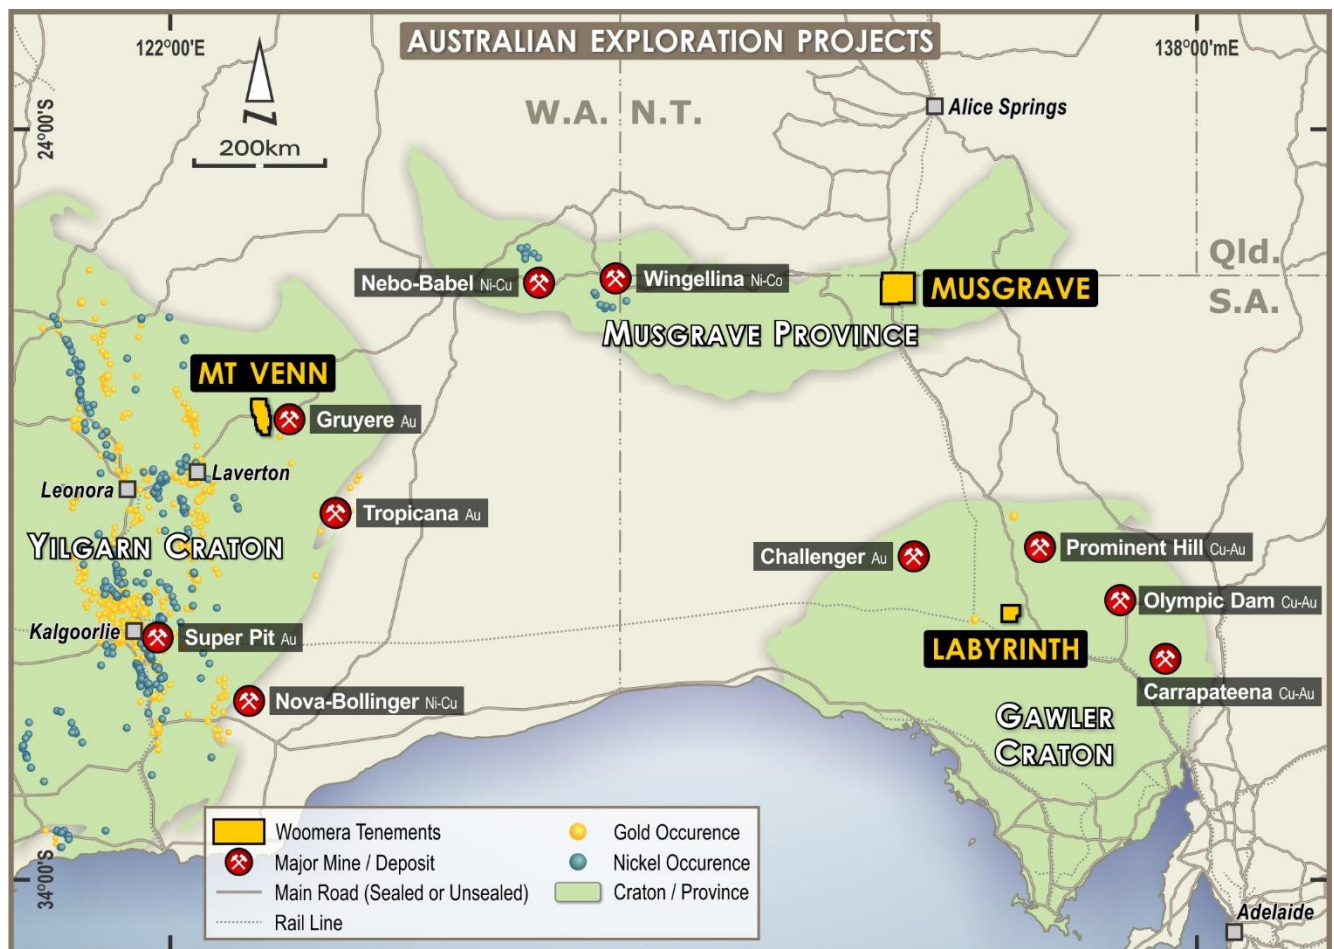 AUSTRALIAN EXPLORATION PROJECTS
122°00'E
138°00'mE
24°00'S
34°00'S
N
200km
W.A.
N.T.
Qld.
S.A.
Alice Springs
Nebo-Babel Ni-Cu
Wingellina Ni-Co
MUSGRAVE
MUSGRAVE PROVINCE
MT VENN
Gruyere Au
Laverton
Leonora
Tropicana Au
YILGARN CRATON
Challenger Au
Prominent Hill Cu-Au
Olympic Dam Cu-Au
Kalgoorlie
Super Pit Au
LABYRINTH
Carrapateena Cu-Au
Nova-Bollinger Ni-Cu
GAWLER
CRATON
Woomera Tenements
Major Mine / Deposit
Main Road (Sealed or Unsealed)
Rail Line
Gold Occurence
Nickel Occurence
Craton / Province
Adelaide